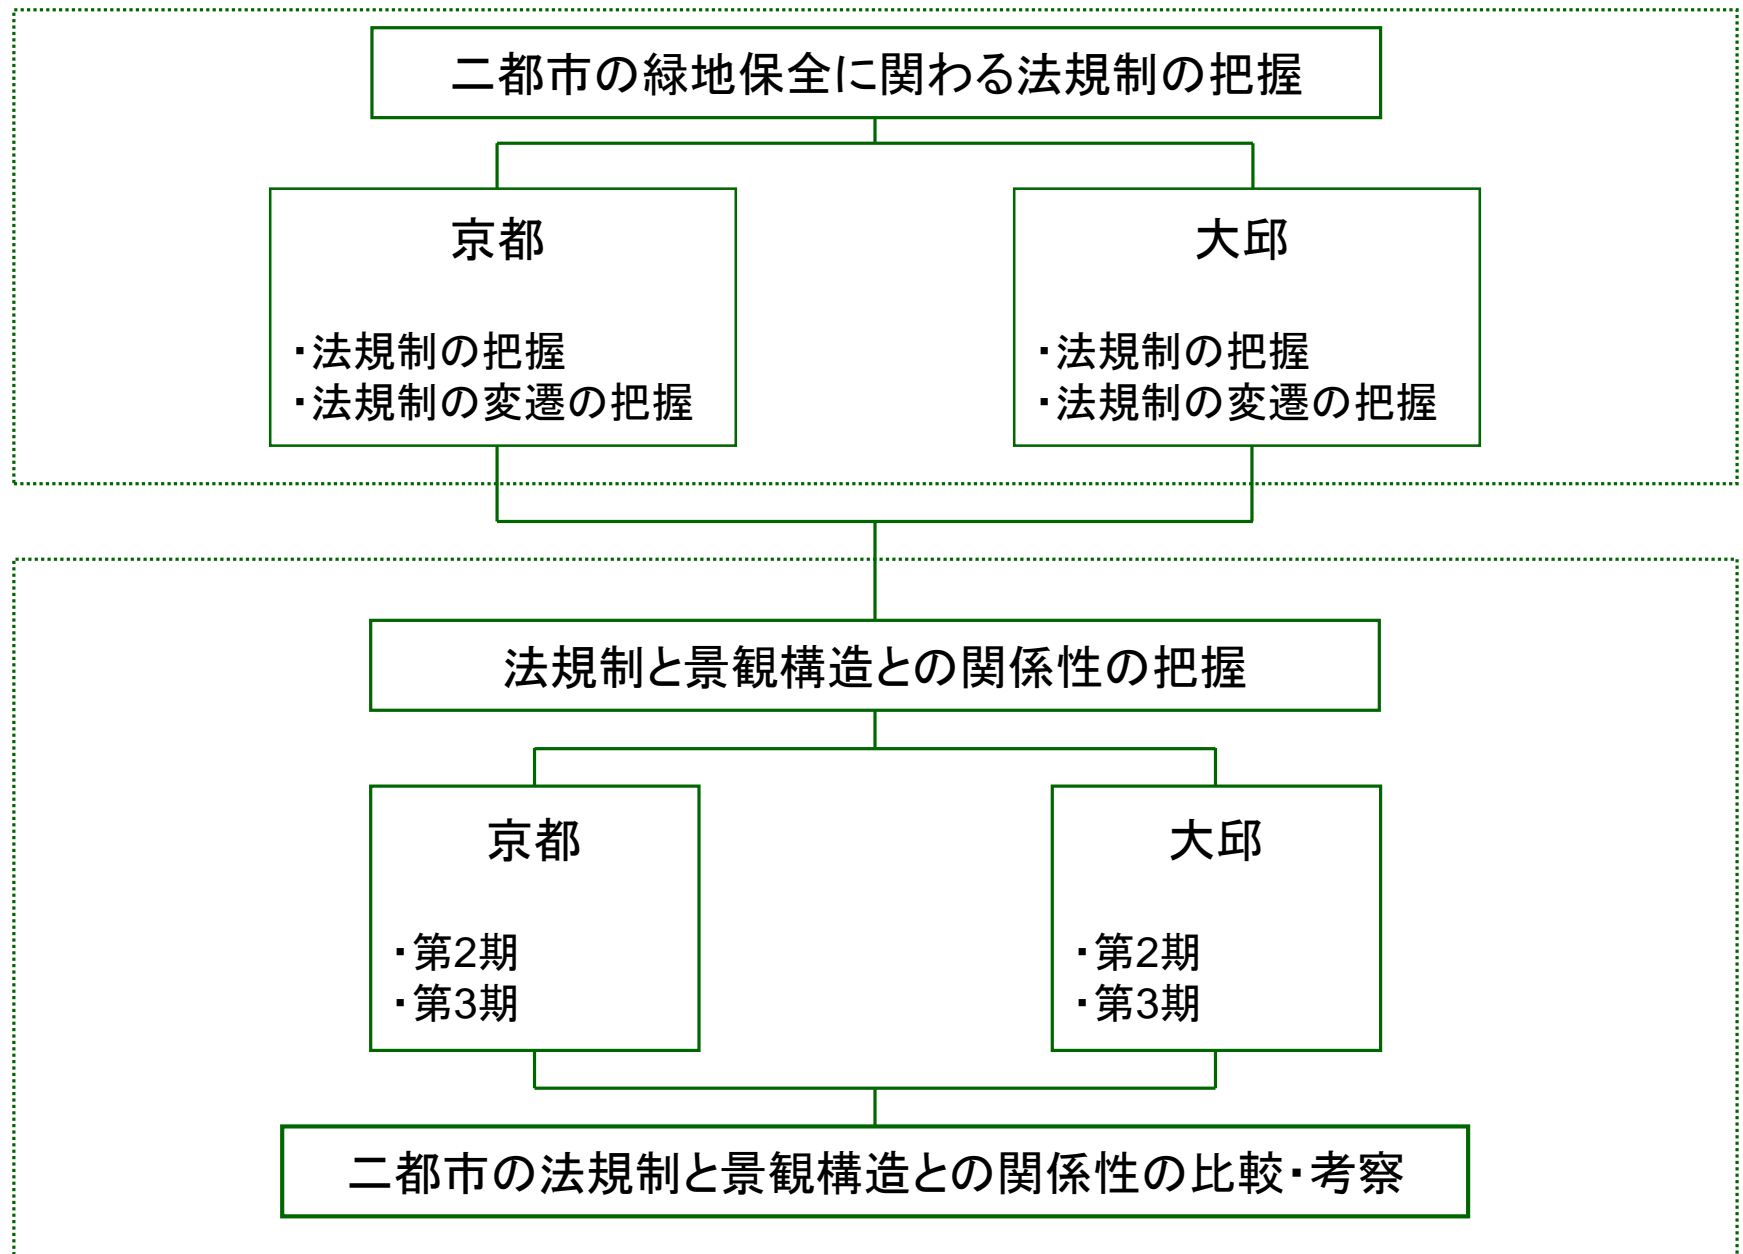 二都市の緑地保全に関わる法規制の把握
京都
・法規制の把握
・法規制の変遷の把握
大邱
・法規制の把握
・法規制の変遷の把握
法規制と景観構造との関係性の把握
京都
・第2期
・第3期
大邱
・第2期
・第3期
二都市の法規制と景観構造との関係性の比較・考察